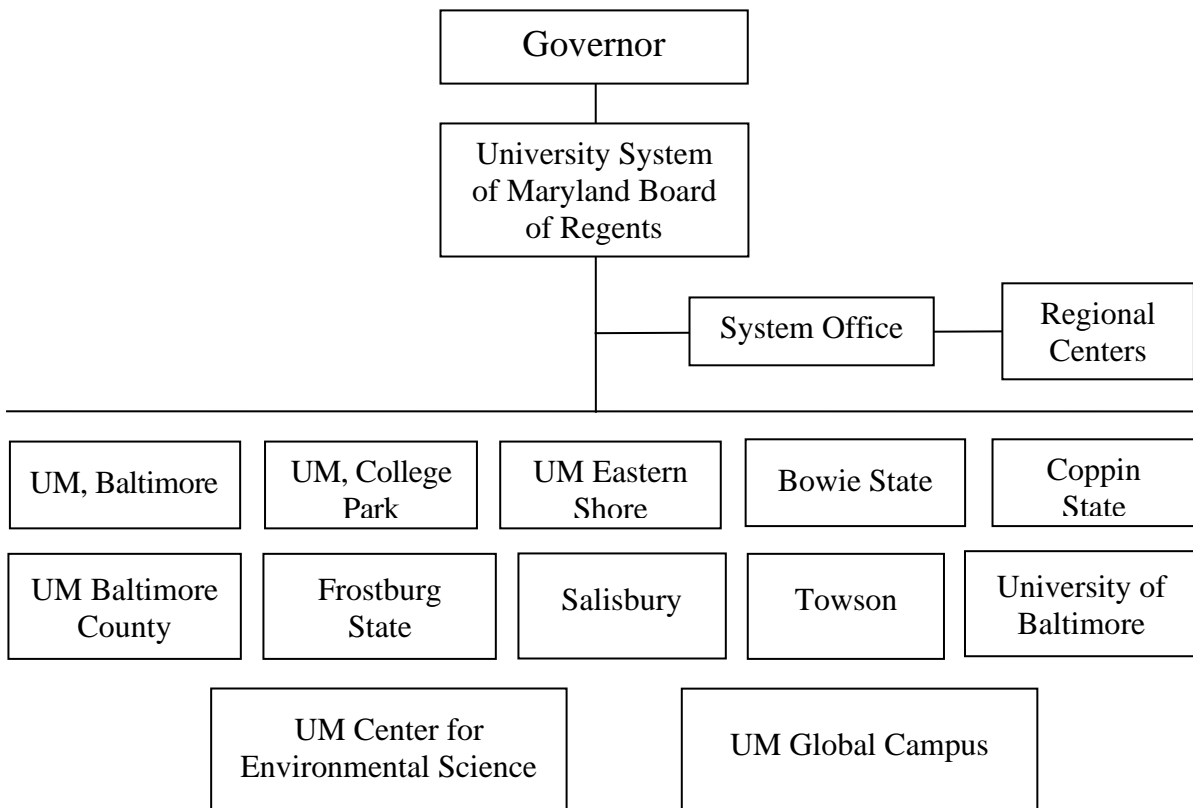 Governor
University System
of Maryland Board
of Regents
System Office
Regional
Centers
UM, Baltimore
UM, College
Park
UM Eastern
Shore
Bowie State
Coppin
State
UM Baltimore
County
Frostburg
State
Salisbury
Towson
University of
Baltimore
UM Center for
Environmental Science
UM Global Campus